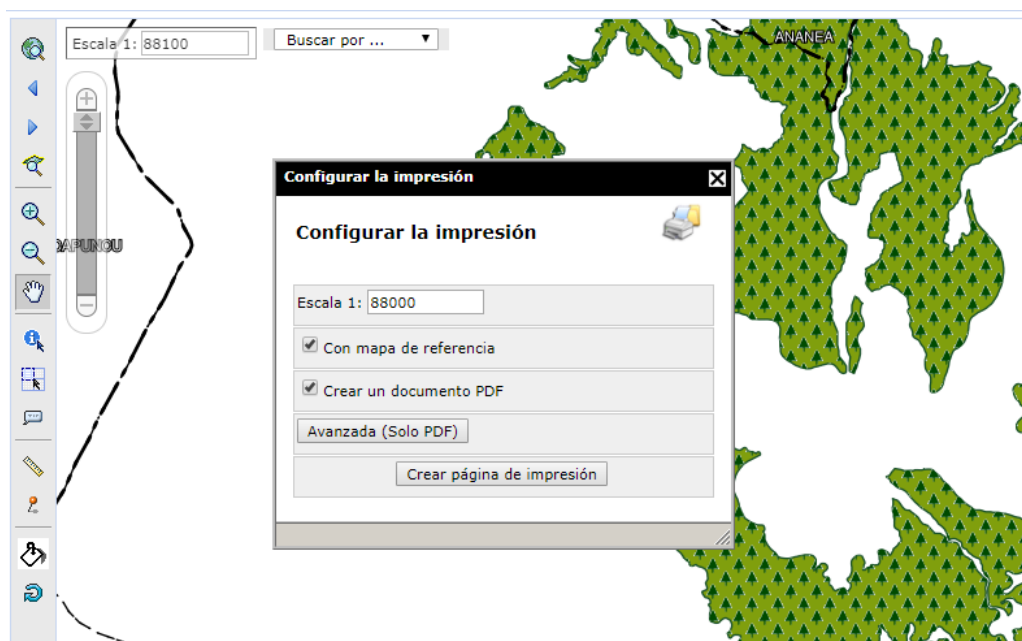 Escala 1: 88100
Buscar por ...
ANANEA
Configurar la impresión
Configurar la impresión
Escala 1: 88000
Con mapa de referencia
Crear un documento PDF
Avanzada (Solo PDF)
Crear página de impresión